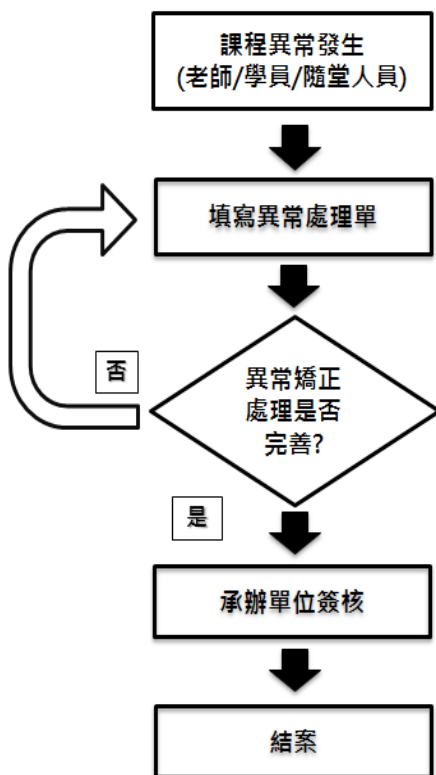 課程異常發生
(老師/學員/隨堂人員)
填寫異常處理單
否
異常矯正
處理是否
完善?
是
承辦單位簽核
結案